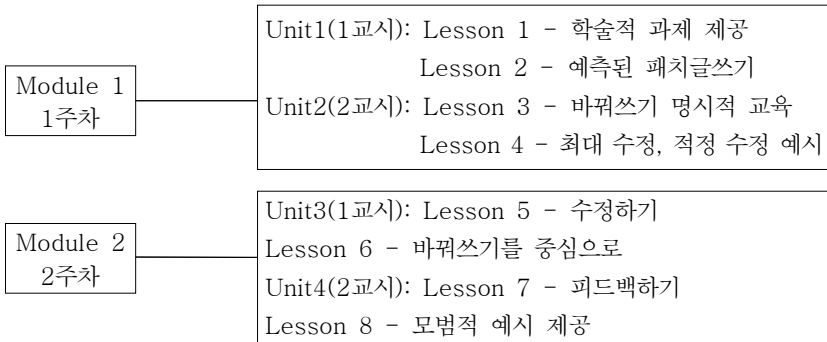 Module 1
1주차
Unit1(1교시): Lesson 1 - 학술적 과제 제공
Lesson 2 - 예측된 패치글쓰기
Unit2(2교시): Lesson 3 - 바꿔쓰기 명시적 교육
Lesson 4 - 최대 수정, 적정 수정 예시
Module 2
2주차
Unit3(1교시): Lesson 5 - 수정하기
Lesson 6 - 바꿔쓰기를 중심으로
Unit4(2교시): Lesson 7 - 피드백하기
Lesson 8 - 모범적 예시 제공